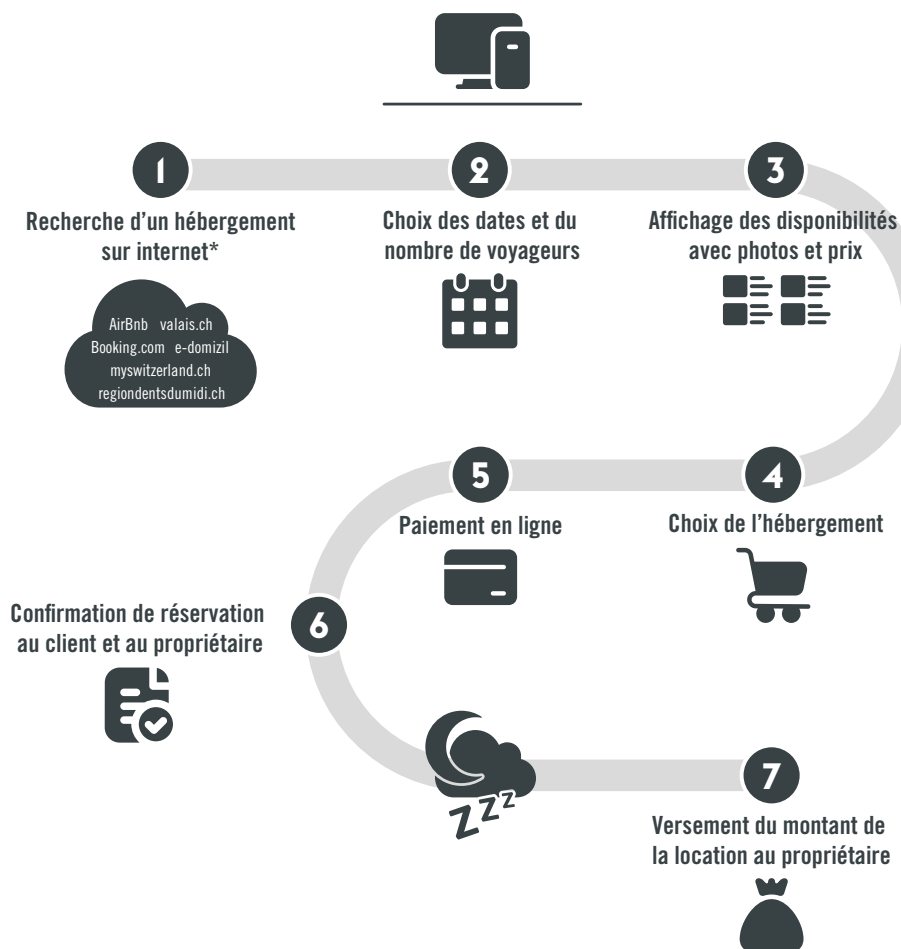 1
Recherche d’un hébergement
sur internet*
AirBnb valais.ch
Booking.com e-domizil
myswitzerland.ch
regiondentsdumidi.ch
2
Choix des dates et du
nombre de voyageurs
3
Affichage des disponibilités
avec photos et prix
4
Choix de l’hébergement
5
Paiement en ligne
6
Confirmation de réservation
au client et au propriétaire
ZZZ
7
Versement du montant de
la location au propriétaire